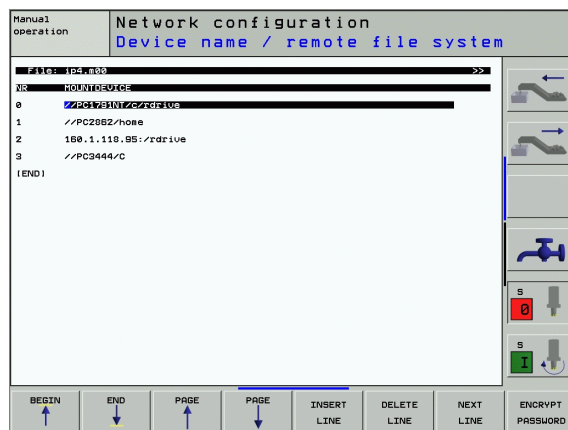 Manual
operation
Network configuration
Device name / remote file system
File: ip4.m00 >>
NR MOUNTDEVICE
0 //PC1791NT/c/rdrive
1 //PC2862/home
2 160.1.118.95:/rdrive
3 //PC3444/C
[END]
S
0
S
I
BEGIN
END
PAGE
PAGE
INSERT
LINE
DELETE
LINE
NEXT
LINE
ENCRYPT
PASSWORD